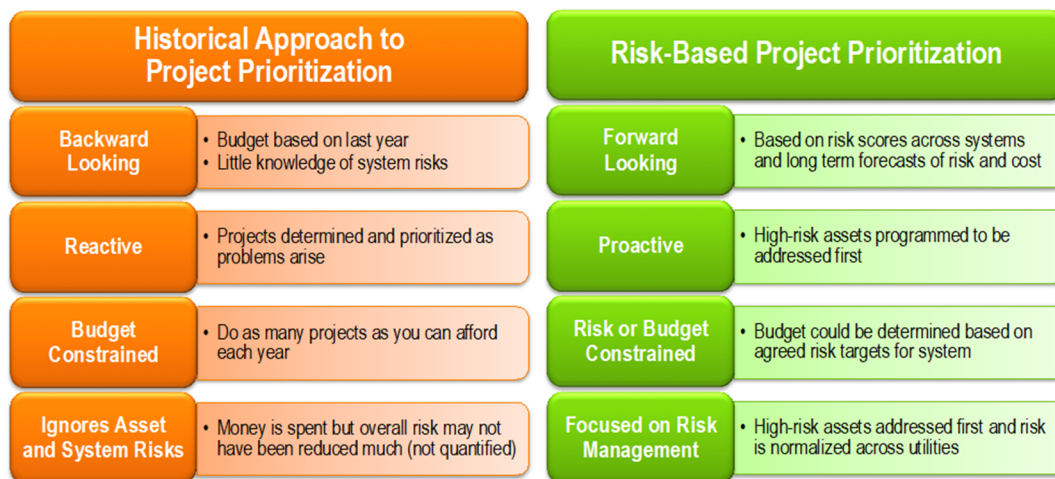 Historical Approach to
Project Prioritization
Backward
Looking
• Budget based on last year
• Little knowledge of system risks
Reactive
• Projects determined and prioritized as
problems arise
Budget
Constrained
• Do as many projects as you can afford
each year
Ignores Asset
and System Risks
• Money is spent but overall risk may not
have been reduced much (not quantified)
Risk-Based Project Prioritization
Forward
Looking
• Based on risk scores across systems
and long term forecasts of risk and cost
Proactive
• High-risk assets programmed to be
addressed first
Risk or Budget
Constrained
• Budget could be determined based on
agreed risk targets for system
Focused on Risk
Management
• High-risk assets addressed first and risk
is normalized across utilities